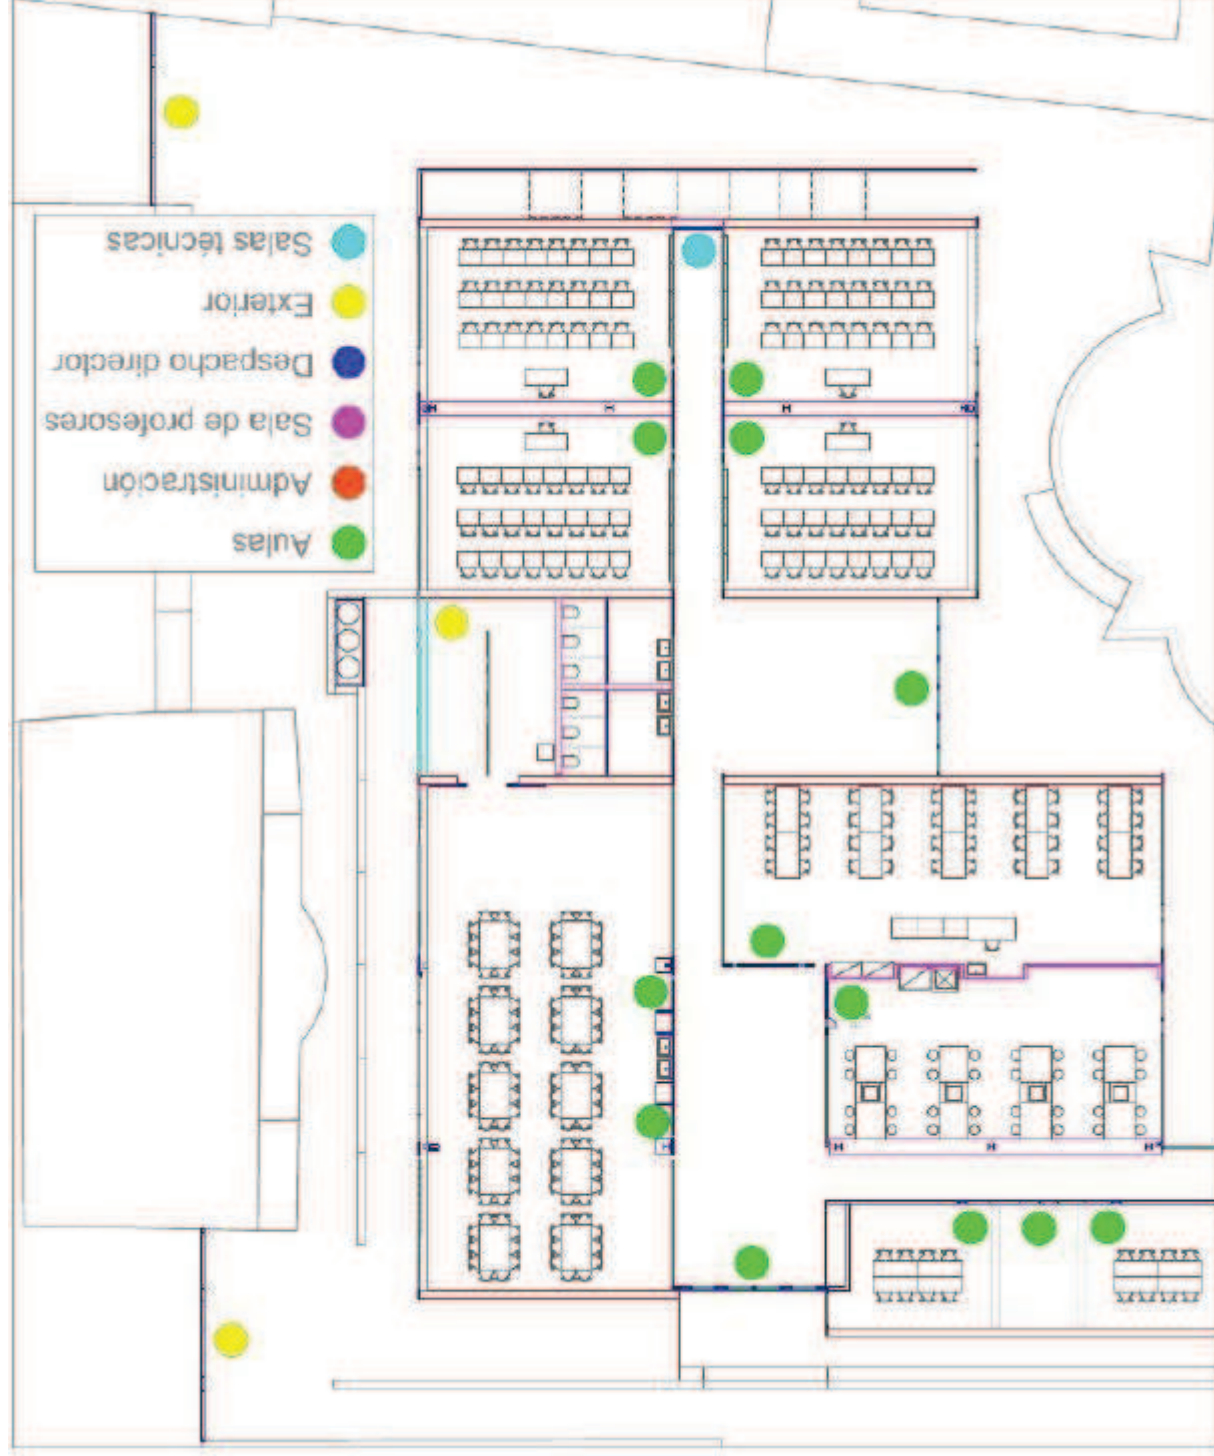 Aulas
Administración
Sala de profesores
Despacho director
Exterior
Salas técnicas